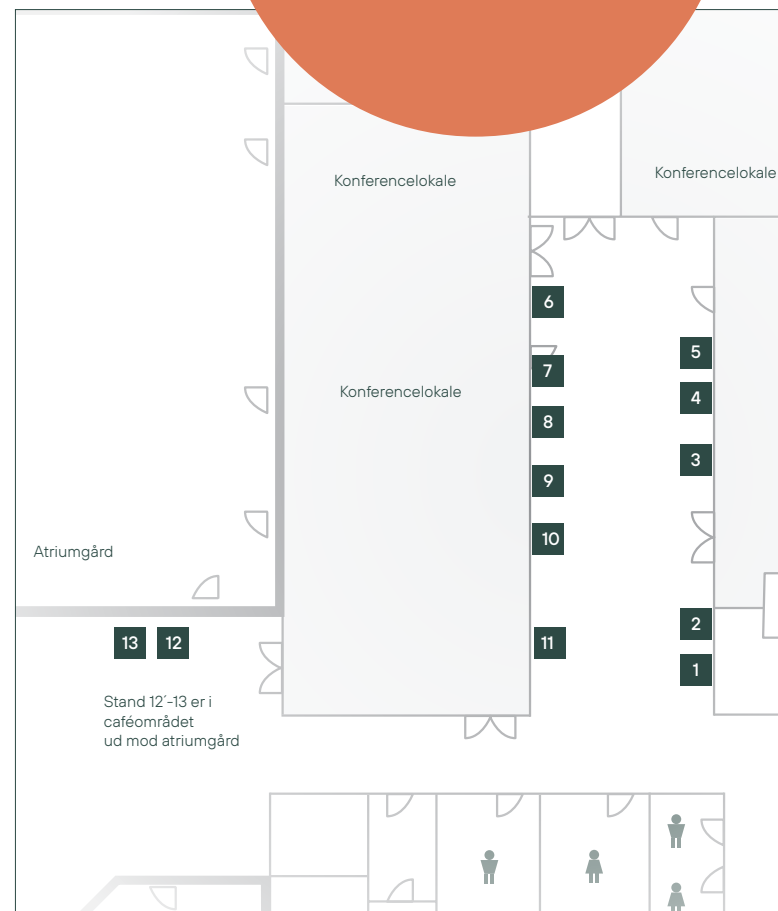 Konferencelokale
Konferencelokale
6
5
7
Konferencelokale
4
8
3
9
10
Atriumgård
2
13
12
11
1
Stand 12´-13 er i
caféområdet
ud mod atriumgård